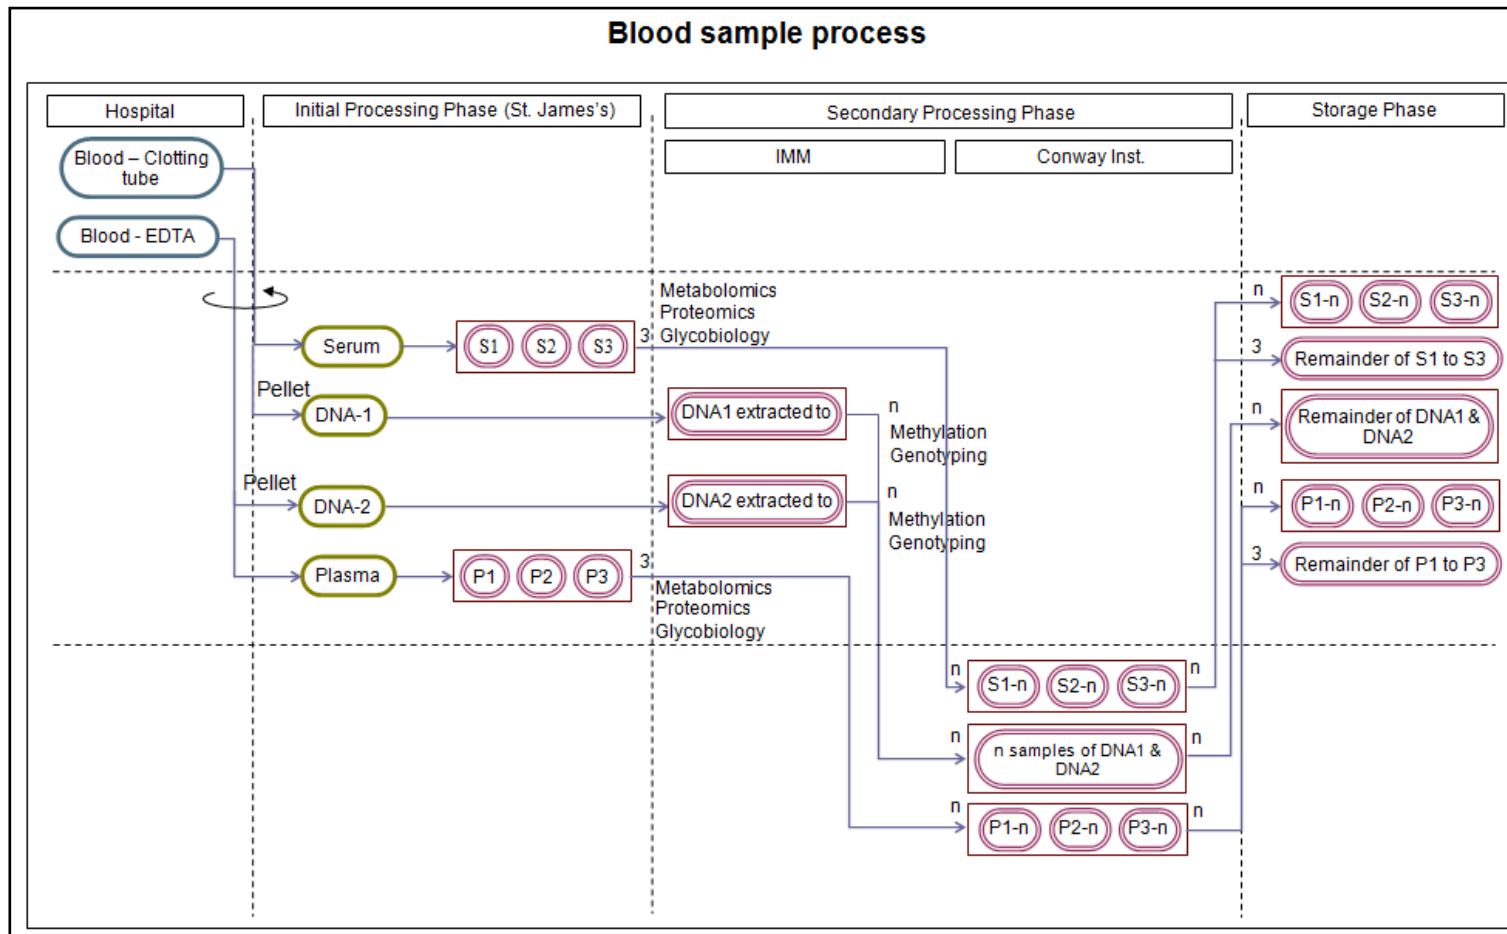 Blood sample process
Hospital
Initial Processing Phase (St. James's)
Secondary Processing Phase
Storage Phase
IMM
Conway Inst.
Blood – Clotting
tube
Blood - EDTA
Metabolomics
Proteomics
Glycobiology
Serum
S1
S2
S3
3
Pellet
DNA-1
DNA1 extracted to
n
Methylation
Genotyping
Pellet
DNA-2
DNA2 extracted to
n
Methylation
Genotyping
Plasma
P1
P2
P3
3
Metabolomics
Proteomics
Glycobiology
n
S1-n
S2-n
S3-n
n
n
n samples of DNA1 &
DNA2
n
n
P1-n
P2-n
P3-n
n
n
S1-n
S2-n
S3-n
3
Remainder of S1 to S3
n
Remainder of DNA1 &
DNA2
n
P1-n
P2-n
P3-n
3
Remainder of P1 to P3